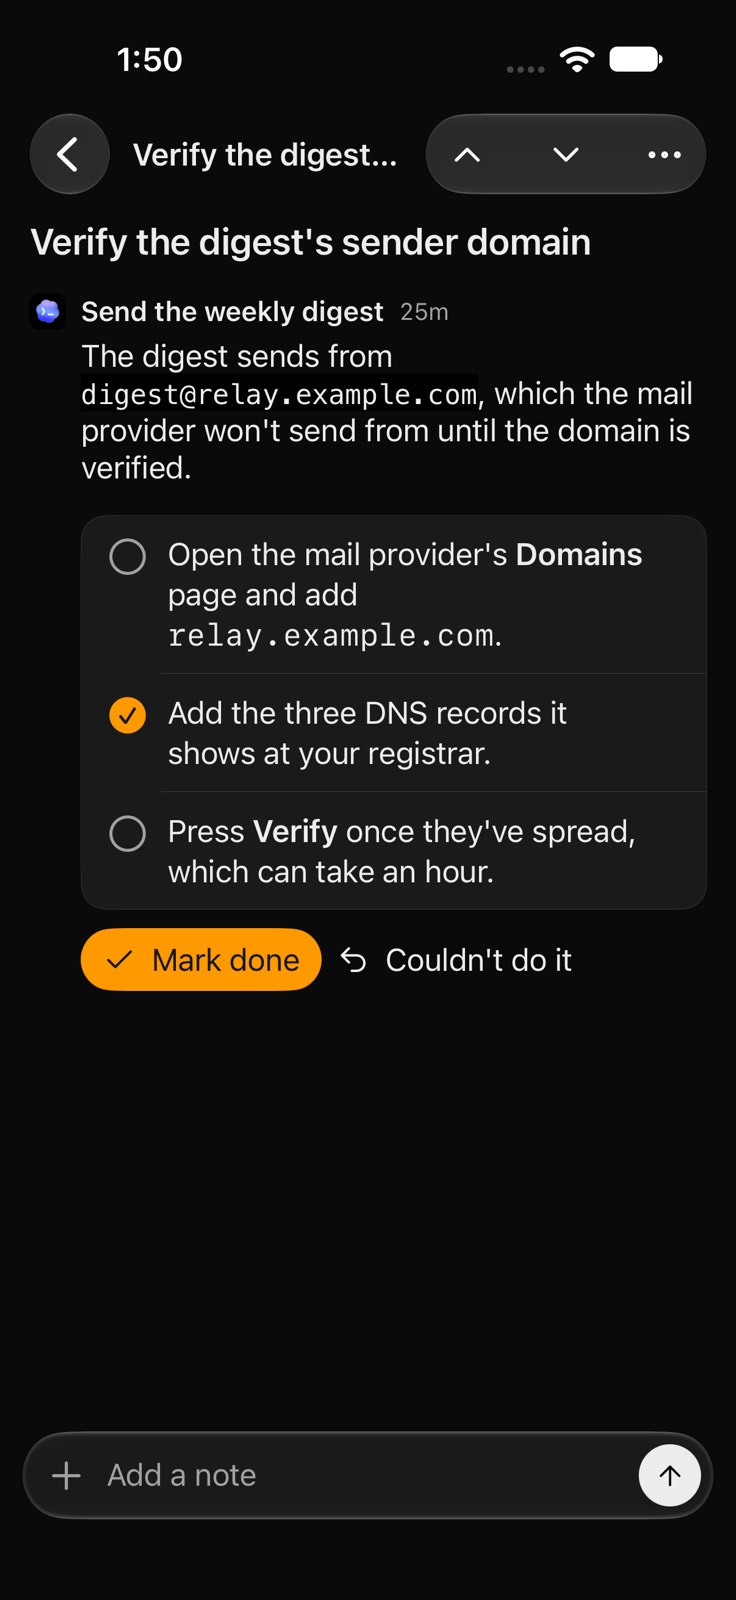 1:50
Verify the digest...
Verify the digest's sender domain
Send the weekly digest 25m
The digest sends from
digest@relay.example.com, which the mail
provider won't send from until the domain is
verified.
Open the mail provider's Domains
page and add
relay.example.com.
Add the three DNS records it
shows at your registrar.
Press Verify once they've spread,
which can take an hour.
Mark done
Couldn't do it
Add a note